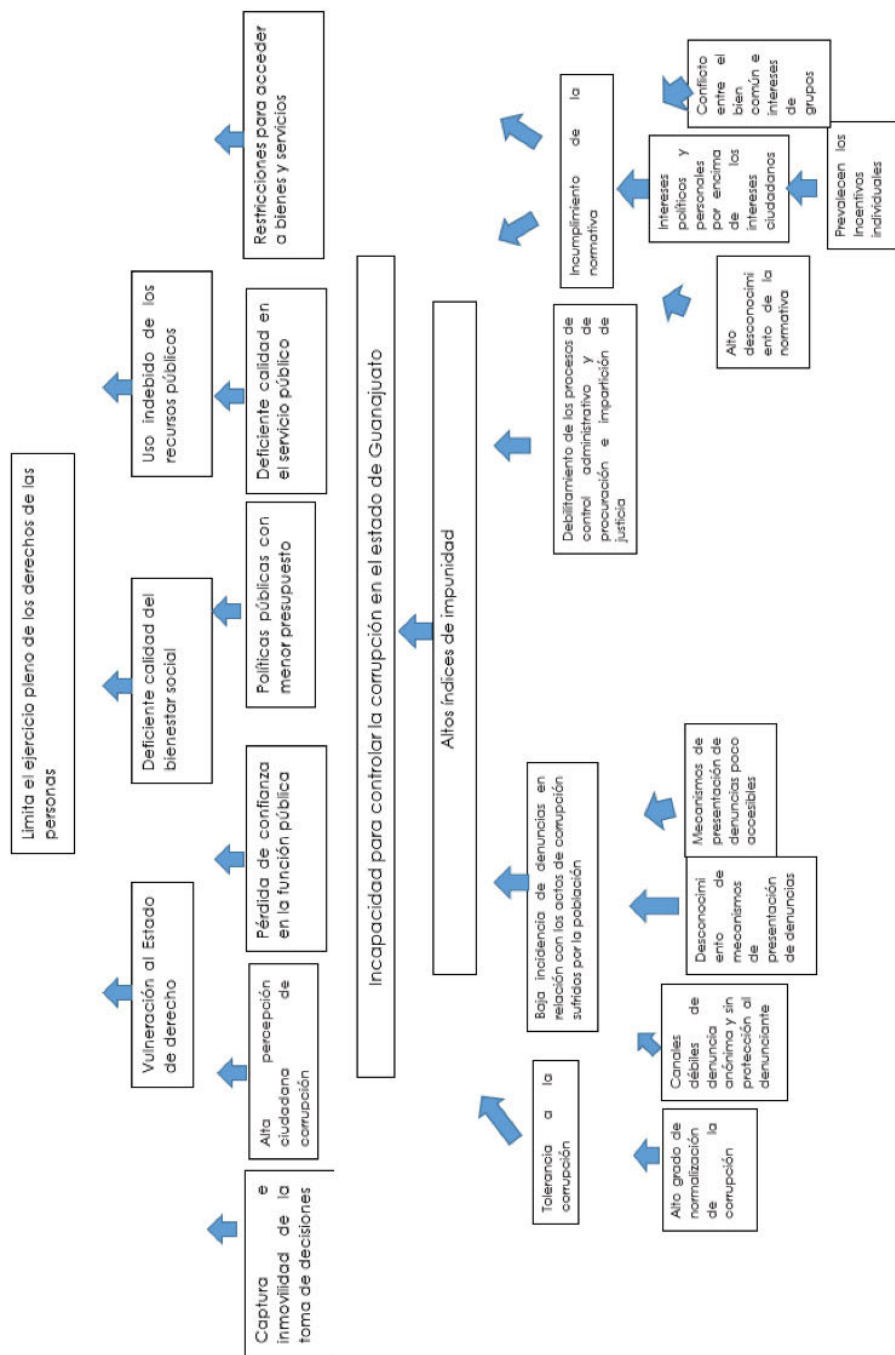 Limita el ejercicio pleno de los derechos de las
personas
Vulneración al Estado
de derecho
Deficiente calidad del
bienestar social
Uso indebido de los
recursos públicos
Captura e
inmovilidad de la
toma de decisiones
Alta percepción
ciudadana de
corrupción
Pérdida de confianza
en la función pública
Políticas públicas con
menor presupuesto
Deficiente calidad en
el servicio público
Restricciones para acceder
a bienes y servicios
Incapacidad para controlar la corrupción en el estado de Guanajuato
Altos índices de impunidad
Tolerancia a la
corrupción
Baja incidencia de denuncias en
relación con los actos de corrupción
sufridos por la población
Debilitamiento de los procesos de
control administrativo y de
procuración e impartición de
justicia
Incumplimiento de la
normativa
Alto grado de
normalización
de la
corrupción
Canales
débiles de
denuncia
anónima y sin
protección al
denunciante
Desconocimi
ento de
mecanismos
de
presentación
de denuncias
Mecanismos de
presentación de
denuncias poco
accesibles
Alto
desconocimi
ento de la
normativa
Intereses
políticos y
personales
por encima
de los
intereses
ciudadanos
Conflicto
entre el
bien
común e
intereses
de
grupos
Prevalecen los
Incentivos
individuales